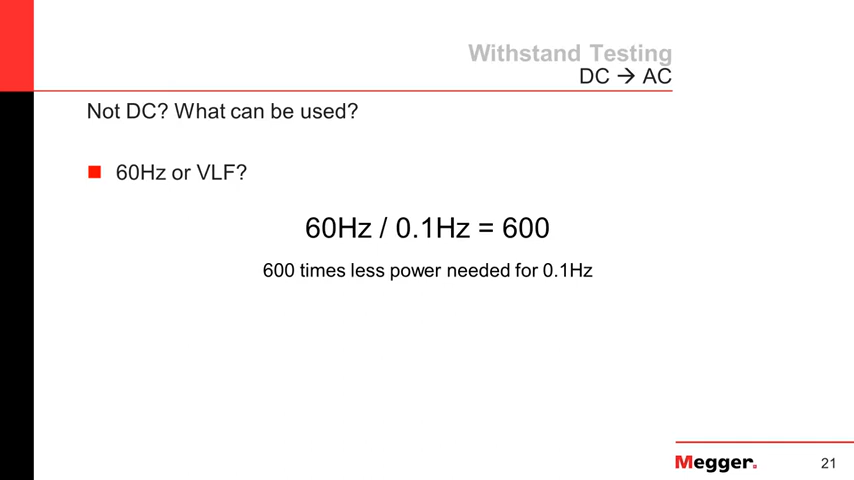 Withstand Testing
DC → AC
Not DC? What can be used?
60Hz or VLF?
60Hz / 0.1Hz = 600
600 times less power needed for 0.1Hz
Megger.
21